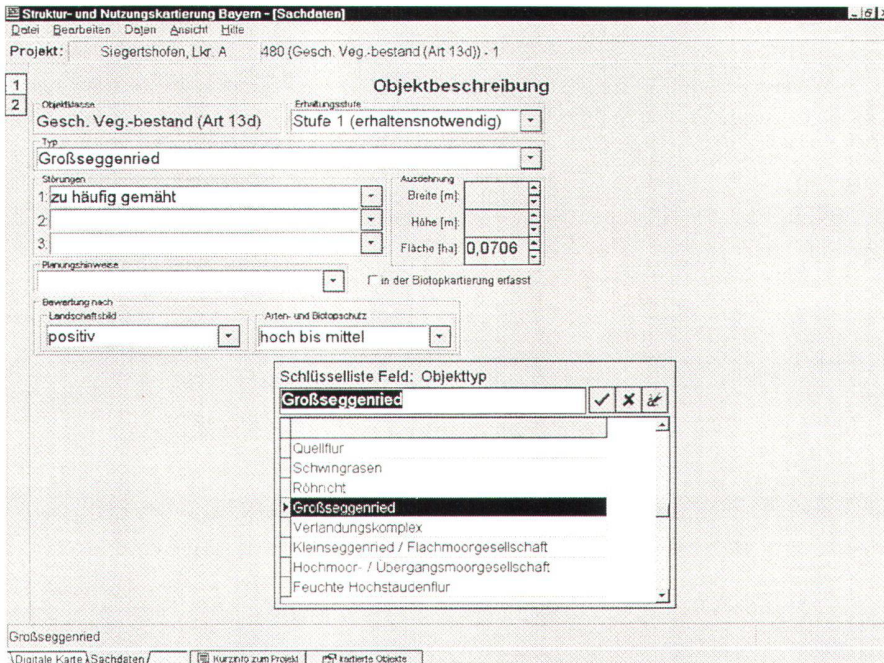 Struktur- und Nutzungskartierung Bayern - [Sachdaten]
Datei Bearbeiten Daten Ansicht Hilfe
Projekt: Siegertshofen, Lkr. A 480 (Gesch. Veg.-bestand (Art 13d)) - 1
1
2
Objektbeschreibung
Objektklasse
Erhaltungsstufe
Gesch. Veg.-bestand (Art 13d)
Stufe 1 (erhaltensnotwendig)
Typ
Großseggenried
Störungen
1: zu häufig gemäht
2:
3:
Ausdehnung
Breite [m]:
Höhe [m]:
Fläche [ha]: 0,0706
Planungshinweise
in der Biotopkartierung erfasst
Bewertung nach
Landschaftsbild
positiv
Arten- und Biotopschutz
hoch bis mittel
Schlüsselliste Feld: Objekttyp
Großseggenried
Quellflur
Schwingrasen
Röhricht
Großseggenried
Verlandungskomplex
Kleinseggenried / Flachmoorgesellschaft
Hochmoor- / Übergangsmoorgesellschaft
Feuchte Hochstaudenflur
Großseggenried
Digitale Karte Sachdaten Kurzinfo zum Projekt kartierte Objekte